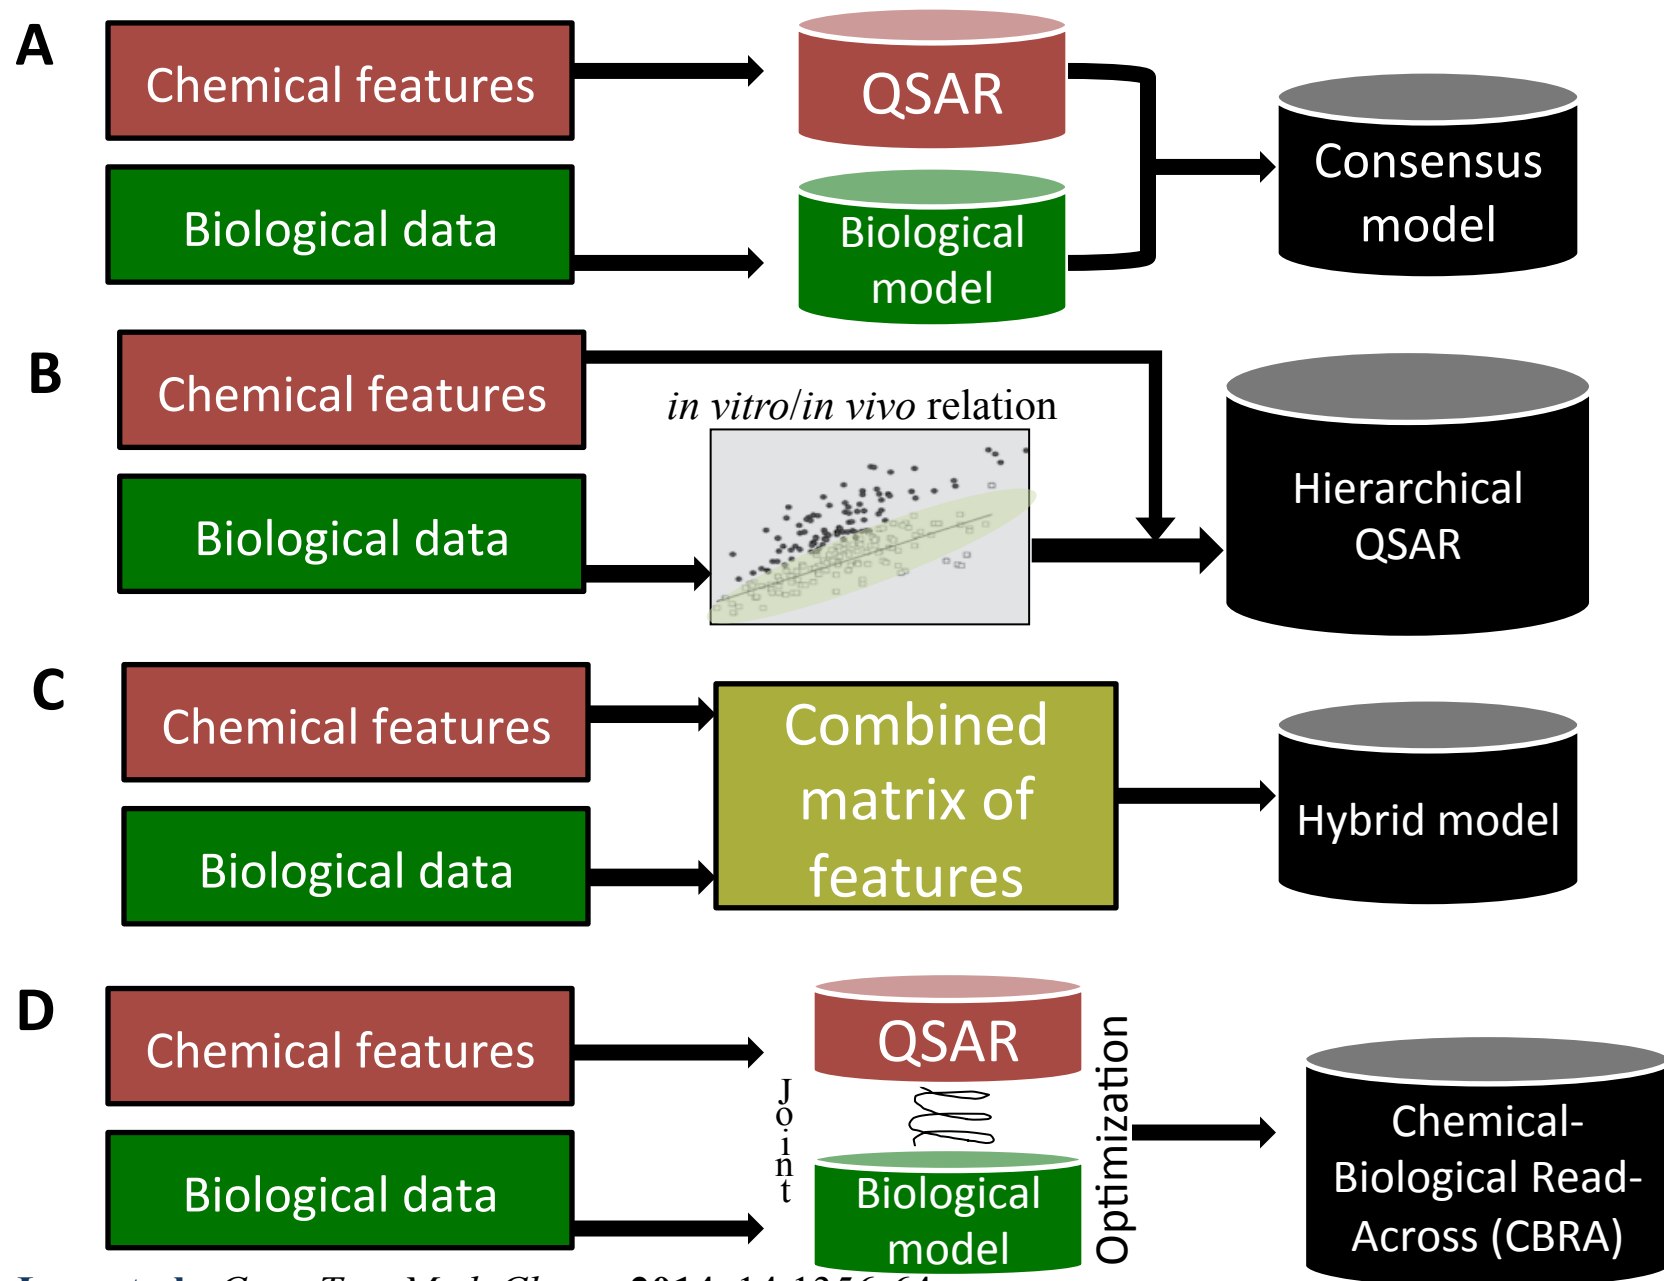 A
Chemical features
QSAR
Consensus
model
Biological data
Biological
model
B
Chemical features
in vitro/in vivo relation
Biological data
Hierarchical
QSAR
C
Chemical features
Combined
matrix of
features
Biological data
Hybrid model
D
Chemical features
QSAR
Joint
Optimization
Biological data
Biological
model
Chemical-
Biological Read-
Across (CBRA)
2014